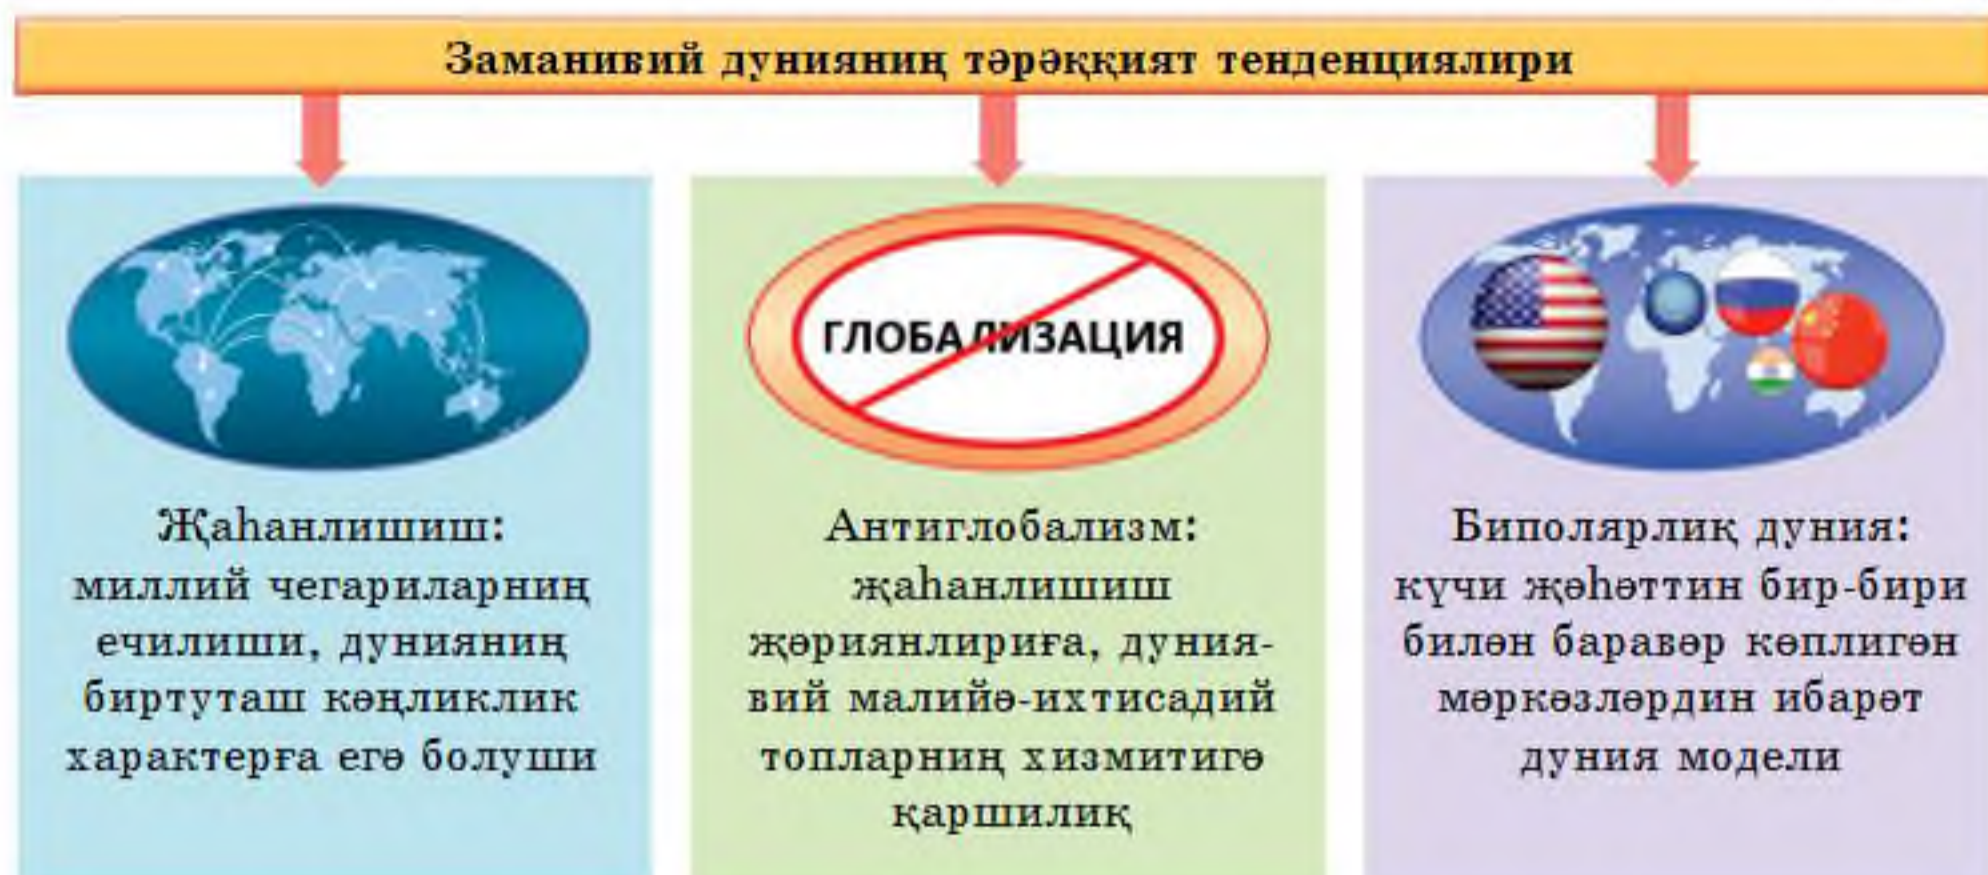 Заманивий дунияниң тәрәққият тенденциялири
Җаһанлишиш:
миллий чегариларниң
ечилиши, дунияниң
биртуташ кәңликлик
характерға егә болуши
ГЛОБАЛИЗАЦИЯ
Антиглобализм:
җаһанлишиш
җәриянлириға, дуния-
вий малийә-ихтисадий
топларниң хизмитигә
қаршилиқ
Биполярлиқ дуния:
күчи җәһәттин бир-бири
билән баравәр көплигән
мәркәзләрдин ибарәт
дуния модели